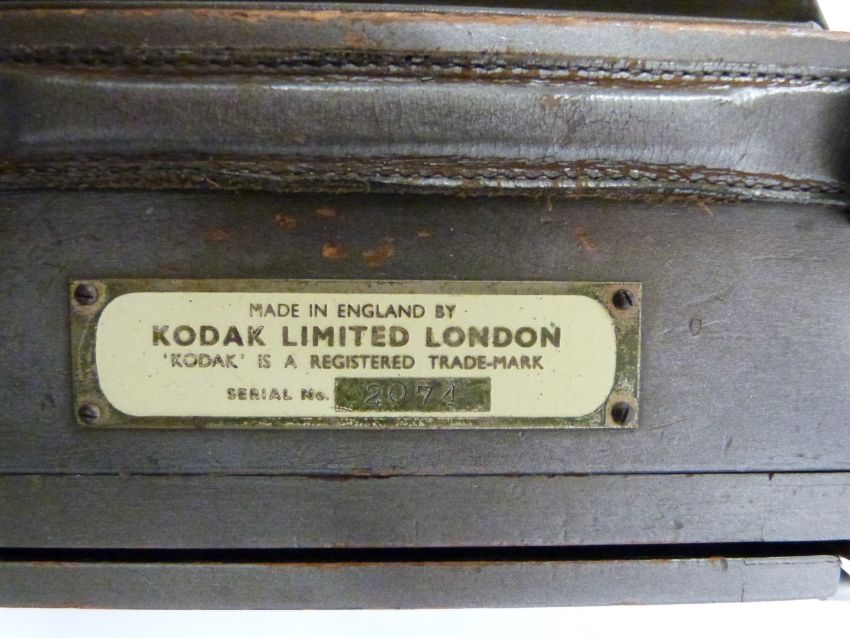 MADE IN ENGLAND BY
KODAK LIMITED LONDON
'KODAK' IS A REGISTERED TRADE-MARK
SERIAL No. 2074